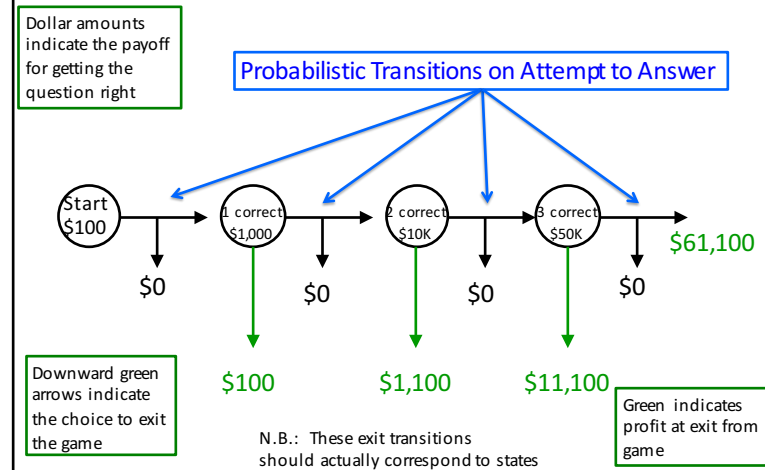 Dollar amounts
indicate the payoff
for getting the
question right
Probabilistic Transitions on Attempt to Answer
Start
$100
1 correct
$1,000
2 correct
$10K
3 correct
$50K
$61,100
$0
$0
$0
$0
$100
$1,100
$11,100
Downward green
arrows indicate
the choice to exit
the game
Green indicates
profit at exit from
game
N.B.: These exit transitions
should actually correspond to states